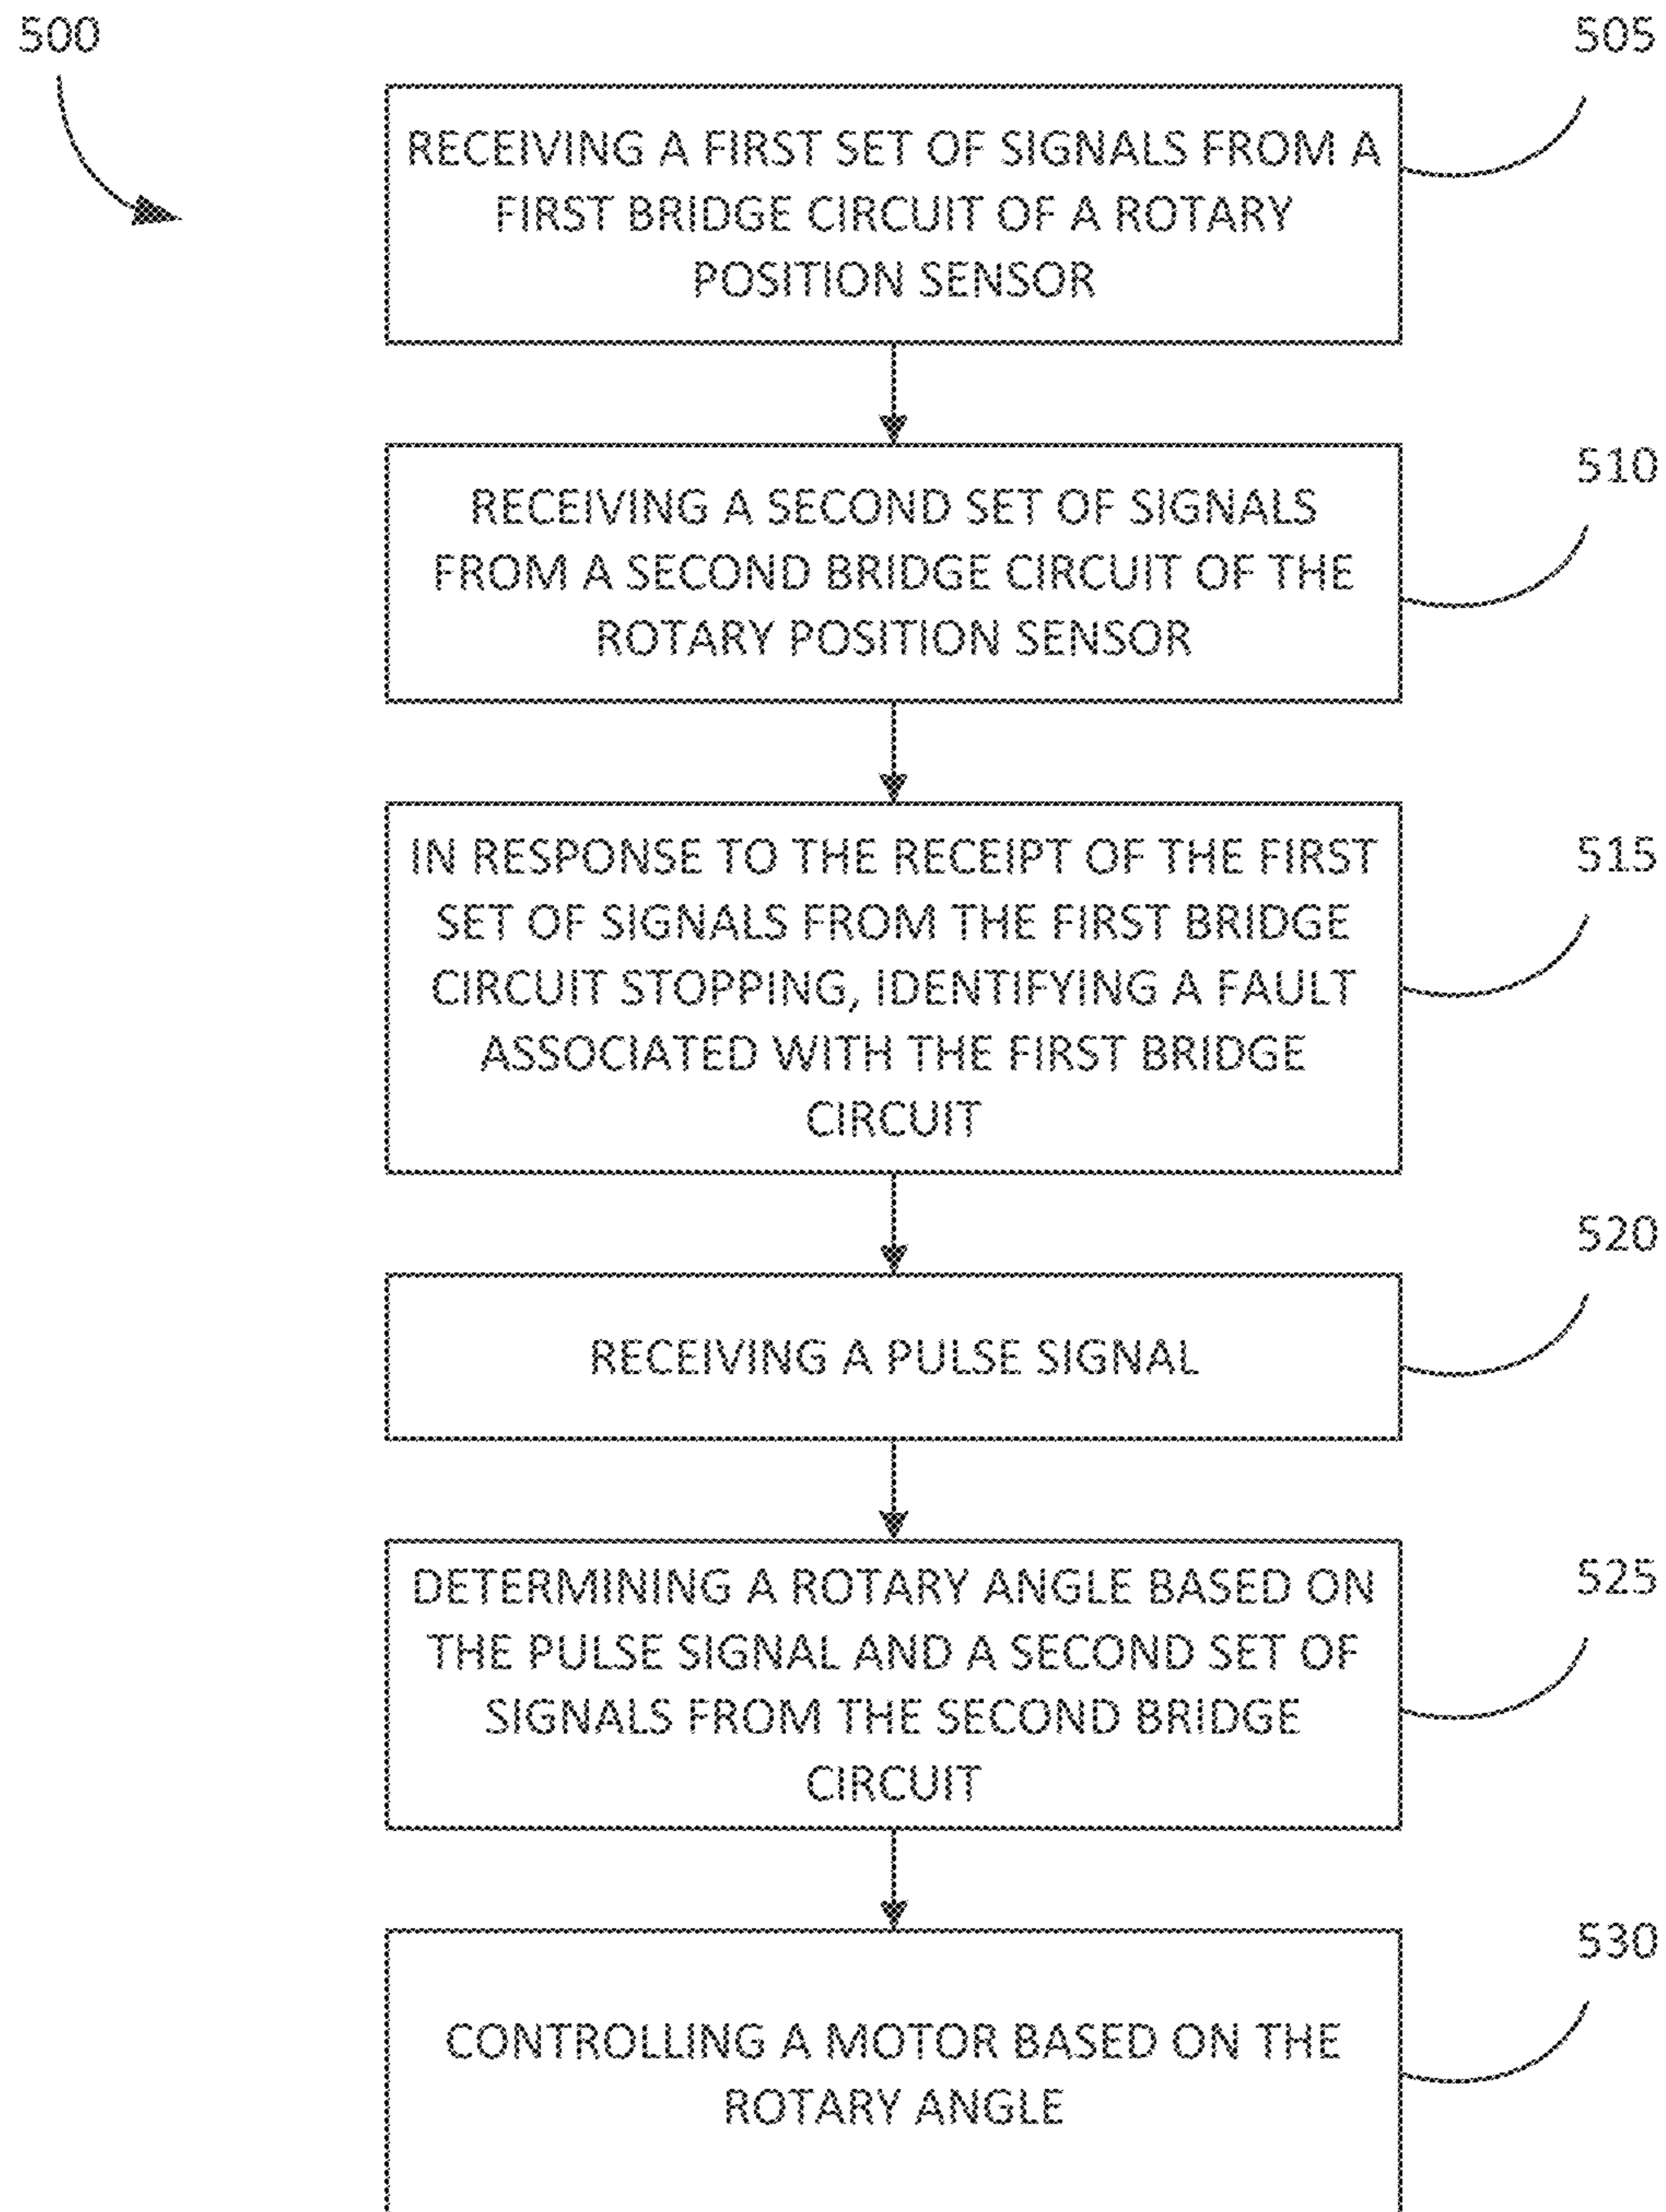 500
505
RECEIVING A FIRST SET OF SIGNALS FROM A
FIRST BRIDGE CIRCUIT OF A ROTARY
POSITION SENSOR
510
RECEIVING A SECOND SET OF SIGNALS
FROM A SECOND BRIDGE CIRCUIT OF THE
ROTARY POSITION SENSOR
515
IN RESPONSE TO THE RECEIPT OF THE FIRST
SET OF SIGNALS FROM THE FIRST BRIDGE
CIRCUIT STOPPING, IDENTIFYING A FAULT
ASSOCIATED WITH THE FIRST BRIDGE
CIRCUIT
520
RECEIVING A PULSE SIGNAL
525
DETERMINING A ROTARY ANGLE BASED ON
THE PULSE SIGNAL AND A SECOND SET OF
SIGNALS FROM THE SECOND BRIDGE
CIRCUIT
530
CONTROLLING A MOTOR BASED ON THE
ROTARY ANGLE